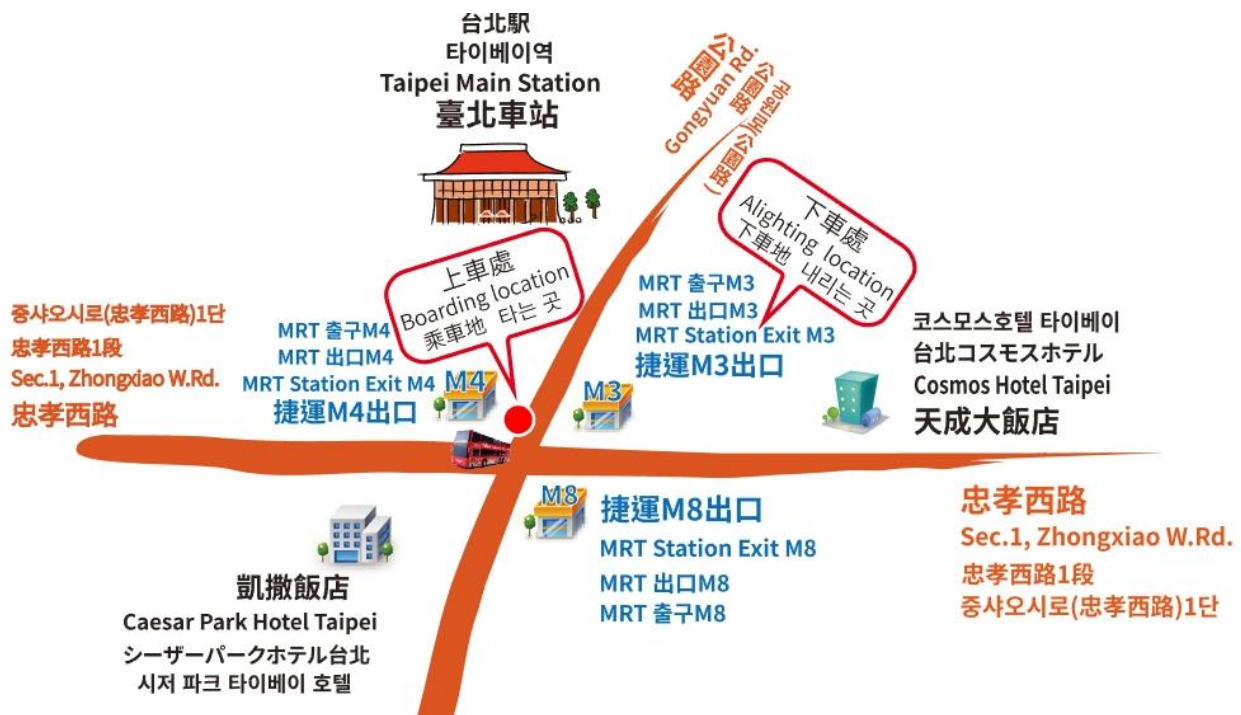 台北駅
타이베이역
Taipei Main Station
臺北車站
公園路
Gongyuan Rd.
公園路
공원로(公園路)
下車處
Alighting location
下車地 내리는 곳
上車處
Boarding location
乘車地 타는 곳
중샤오시로(忠孝西路)1단
忠孝西路1段
Sec.1, Zhongxiao W.Rd.
忠孝西路
MRT 출구M4
MRT 出口M4
MRT Station Exit M4
捷運M4出口
M4
MRT 출구M3
MRT 出口M3
MRT Station Exit M3
捷運M3出口
M3
코스모스호텔 타이베이
台北コスモスホテル
Cosmos Hotel Taipei
天成大飯店
M8
捷運M8出口
MRT Station Exit M8
MRT 出口M8
MRT 출구M8
忠孝西路
Sec.1, Zhongxiao W.Rd.
忠孝西路1段
중샤오시로(忠孝西路)1단
凱撒飯店
Caesar Park Hotel Taipei
シーザーパークホテル台北
시저 파크 타이베이 호텔